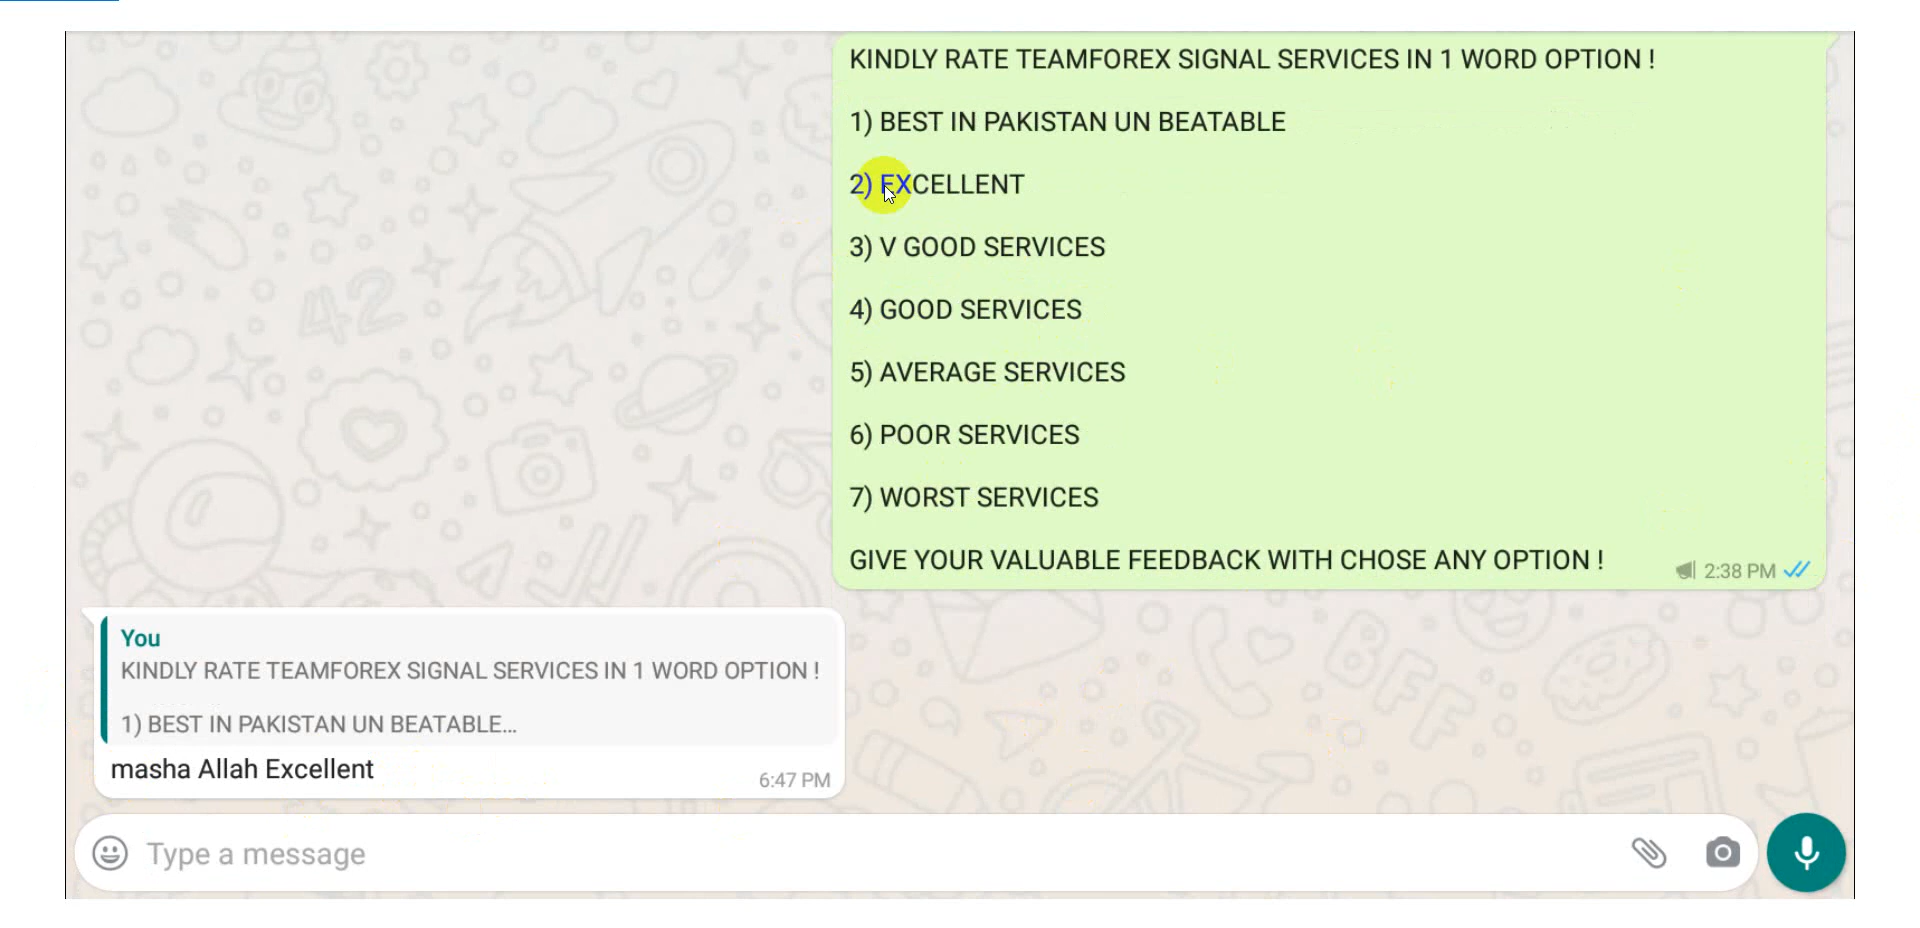 KINDLY RATE TEAMFOREX SIGNAL SERVICES IN 1 WORD OPTION !
1) BEST IN PAKISTAN UN BEATABLE
2) EXCELLENT
3) V GOOD SERVICES
4) GOOD SERVICES
5) AVERAGE SERVICES
6) POOR SERVICES
7) WORST SERVICES
GIVE YOUR VALUABLE FEEDBACK WITH CHOSE ANY OPTION !
2:38 PM
You
KINDLY RATE TEAMFOREX SIGNAL SERVICES IN 1 WORD OPTION !
1) BEST IN PAKISTAN UN BEATABLE...
masha Allah Excellent
6:47 PM
Type a message
42
BFF